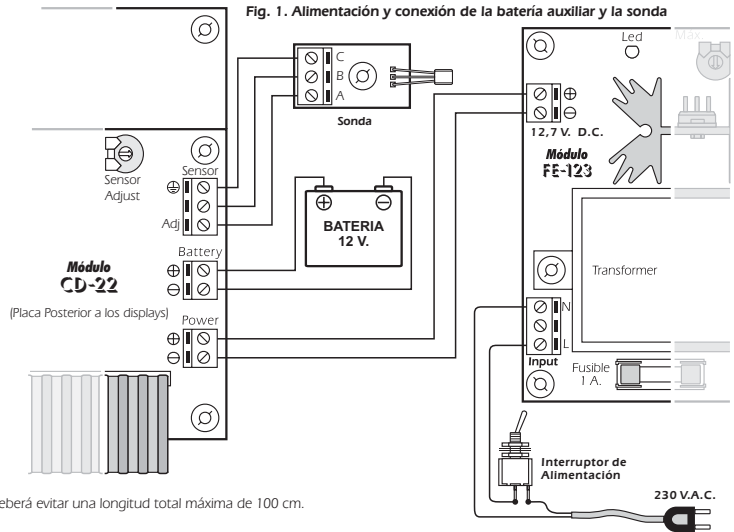 Fig. 1. Alimentación y conexión de la batería auxiliar y la sonda
C
B
A
Sonda
Led
Máx.
⊕
⊖
12,7 V. D.C.
Módulo
FE-123
Sensor
Adjust
Sensor
Adj
BATERIA
12 V.
Battery
Módulo
CD-22
(Placa Posterior a los displays)
Power
Transformer
N
L
Input
Fusible
1 A.
Interruptor de
Alimentación
230 V.A.C.
eberá evitar una longitud total máxima de 100 cm.